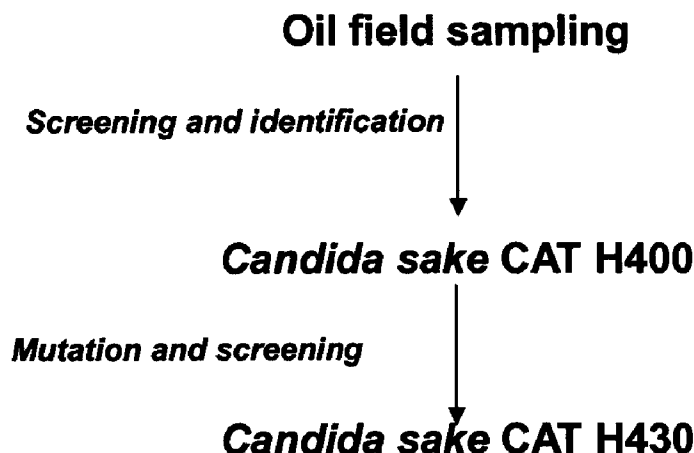 Oil field sampling
Screening and identification
Candida sake CAT H400
Mutation and screening
Candida sake CAT H430